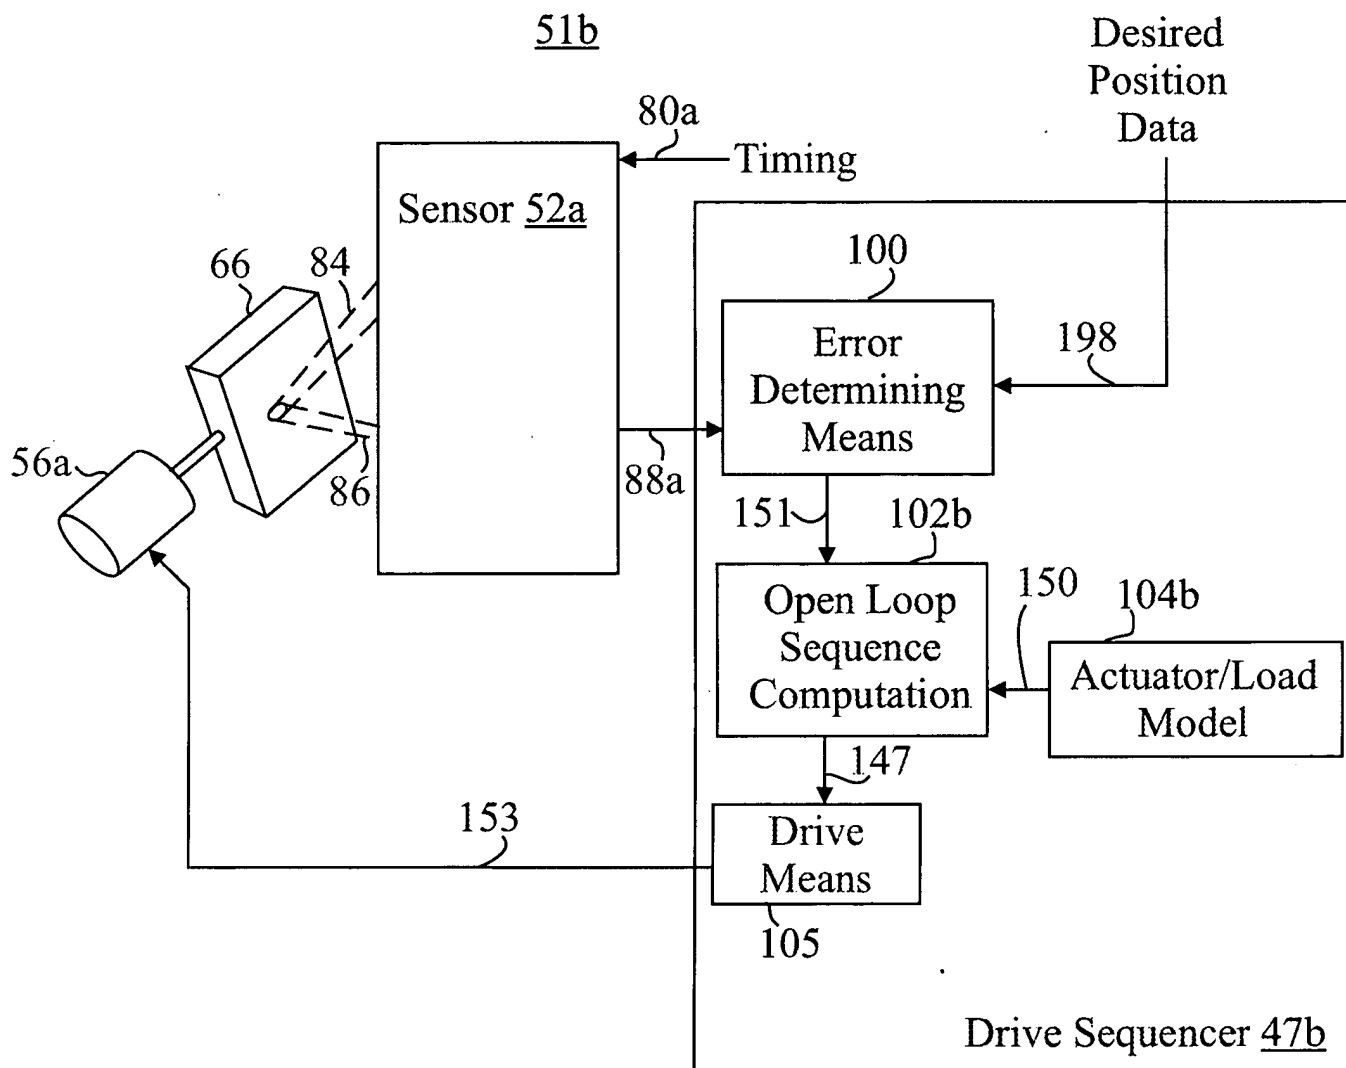 51b
Desired
Position
Data
80a
Timing
Sensor 52a
66
84
100
Error
Determining
Means
198
56a
86
88a
151
102b
Open Loop
Sequence
Computation
150
104b
Actuator/Load
Model
147
153
Drive
Means
105
Drive Sequencer 47b